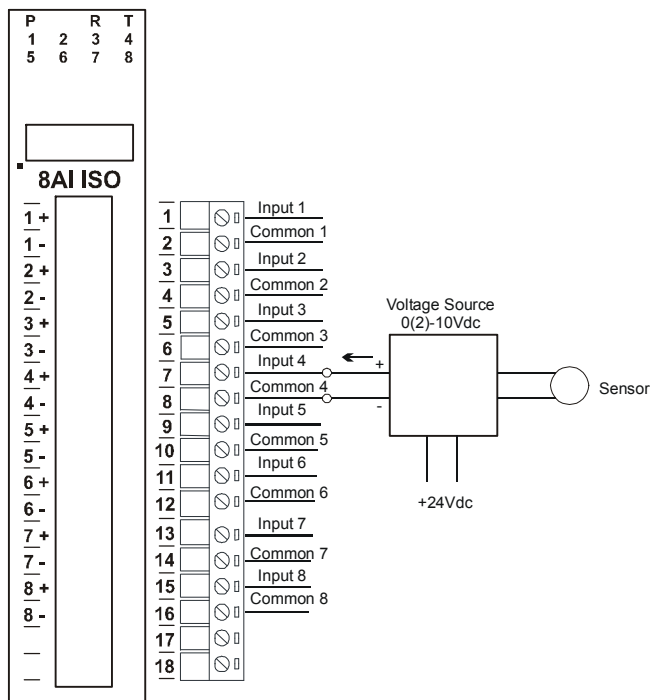 P R T
1 2 3 4
5 6 7 8
8AI ISO
1 +
1 -
2 +
2 -
3 +
3 -
4 +
4 -
5 +
5 -
6 +
6 -
7 +
7 -
8 +
8 -
1 Input 1
2 Common 1
3 Input 2
4 Common 2
5 Input 3
6 Common 3
7 Input 4
8 Common 4
9 Input 5
10 Common 5
11 Input 6
12 Common 6
13 Input 7
14 Common 7
15 Input 8
16 Common 8
17
18
Voltage Source
0(2)-10Vdc
+
-
Sensor
+24Vdc